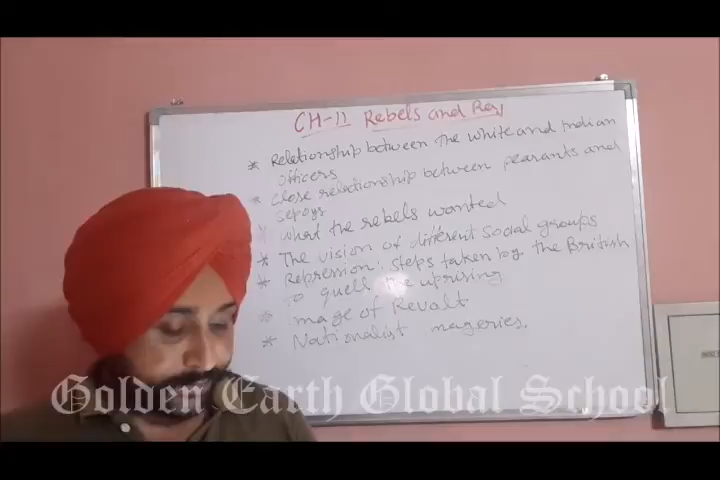 CH-11 Rebels and Raj
* Relationship between The white and Indian
officers
* Close relationship between pearants and
sepoys
* what the rebels wanted
* The vision of different social groups
* Repression: Steps taken by the British
To quell the uprising
* Image of Revolt
* Nationalist mageries.
Golden Earth Global School